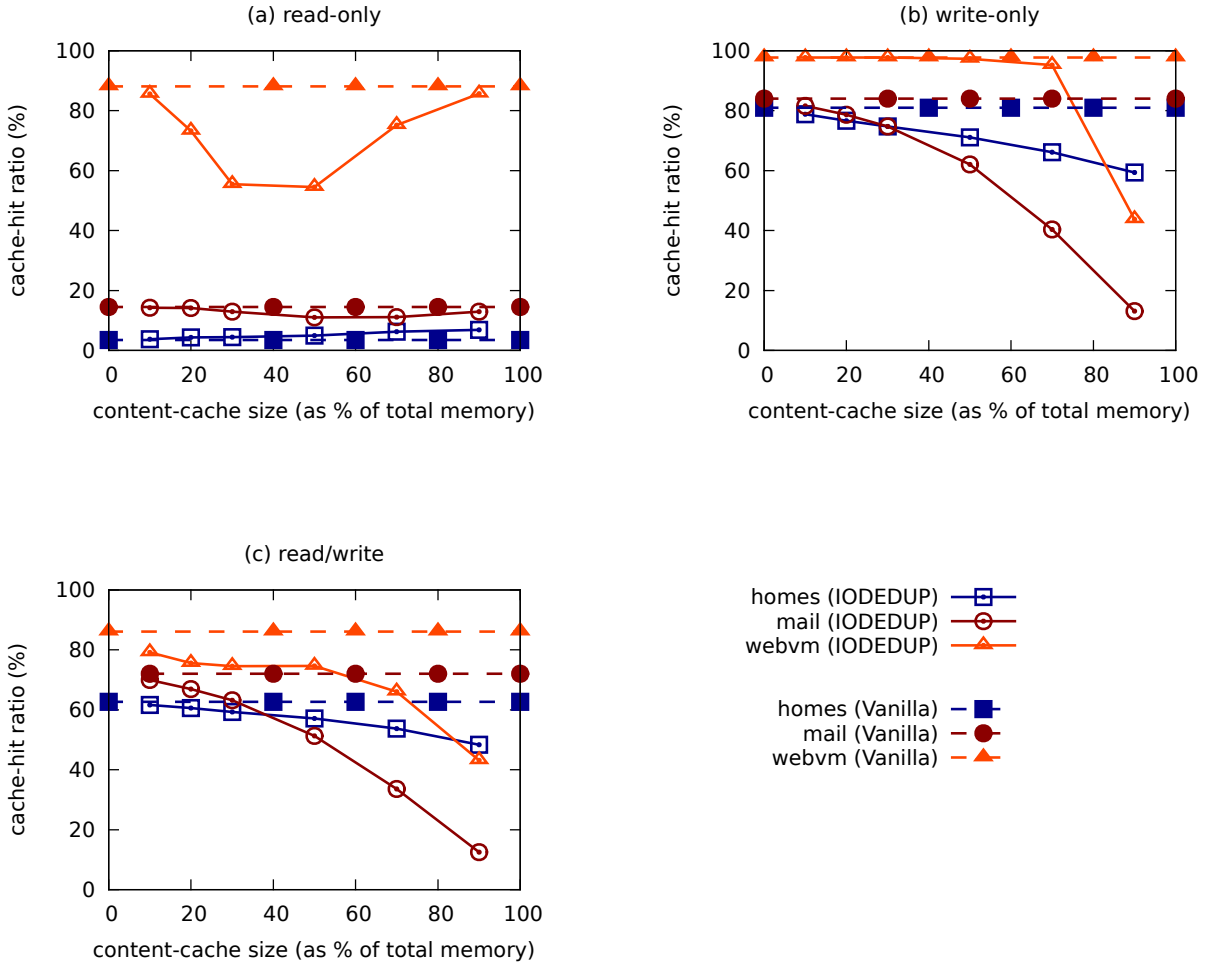 (a) read-only
cache-hit ratio (%)
100
80
60
40
20
0
0 20 40 60 80 100
content-cache size (as % of total memory)
(b) write-only
cache-hit ratio (%)
100
80
60
40
20
0
0 20 40 60 80 100
content-cache size (as % of total memory)
(c) read/write
cache-hit ratio (%)
100
80
60
40
20
0
0 20 40 60 80 100
content-cache size (as % of total memory)
homes (IODEDUP)
mail (IODEDUP)
webvm (IODEDUP)
homes (Vanilla)
mail (Vanilla)
webvm (Vanilla)